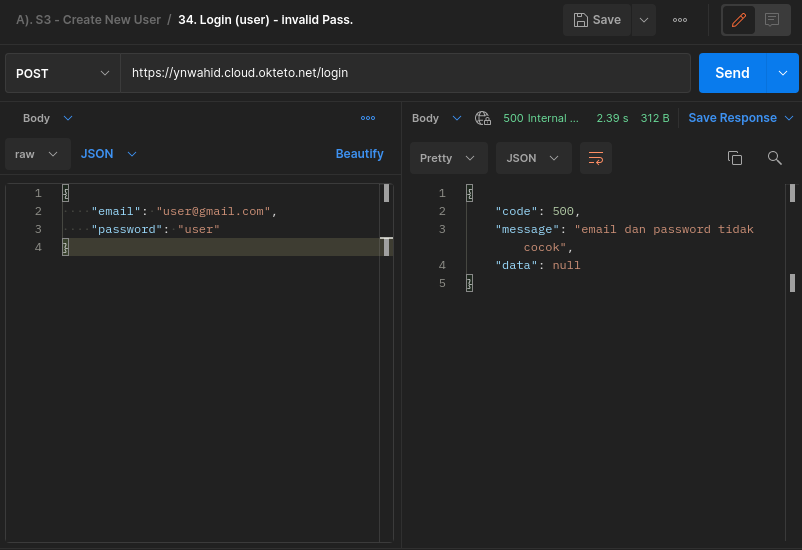 A). S3 - Create New User / 34. Login (user) - invalid Pass.
Save
POST
https://ynwahid.cloud.okteto.net/login
Send
Body
raw
JSON
Beautify
1 {
2 "email": "user@gmail.com",
3 "password": "user"
4 }
Body
500 Internal ...
2.39 s
312 B
Save Response
Pretty
JSON
1 {
2 "code": 500,
3 "message": "email dan password tidak
cocok",
4 "data": null
5 }